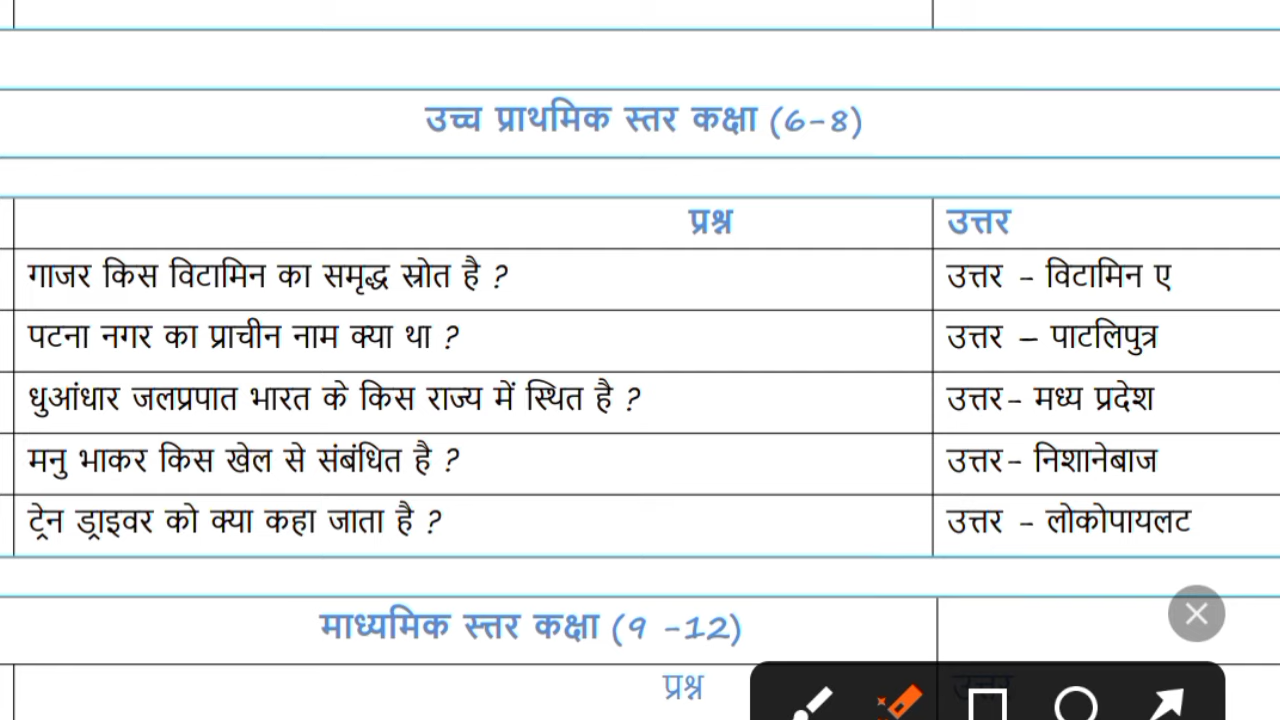 उच्च प्राथमिक स्तर कक्षा (6-8)
प्रश्न उत्तर
गाजर किस विटामिन का समृद्ध स्रोत है ? उत्तर - विटामिन ए
पटना नगर का प्राचीन नाम क्या था ? उत्तर – पाटलिपुत्र
धुआंधार जलप्रपात भारत के किस राज्य में स्थित है ? उत्तर- मध्य प्रदेश
मनु भाकर किस खेल से संबंधित है ? उत्तर- निशानेबाज
ट्रेन ड्राइवर को क्या कहा जाता है ? उत्तर - लोकोपायलट
माध्यमिक स्त्तर कक्षा (9 -12)
प्रश्न उत्तर